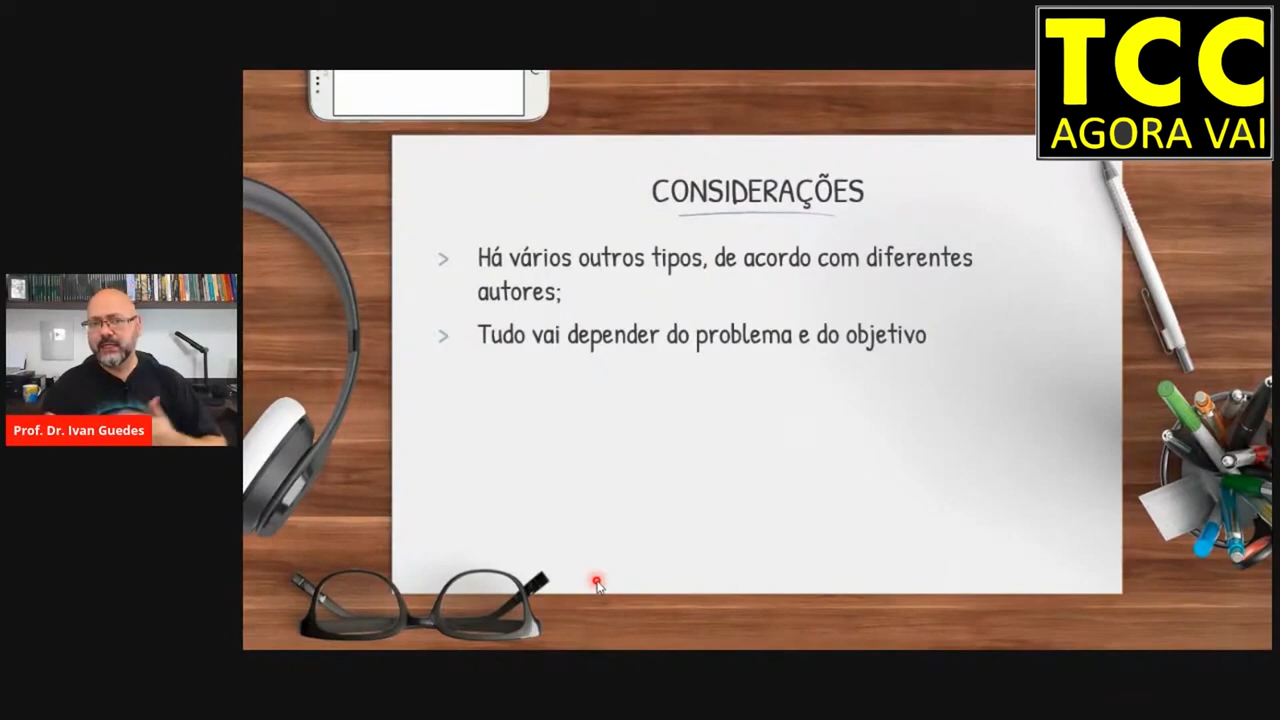 TCC
AGORA VAI
CONSIDERAÇÕES
> Há vários outros tipos, de acordo com diferentes
autores;
> Tudo vai depender do problema e do objetivo
Prof. Dr. Ivan Guedes